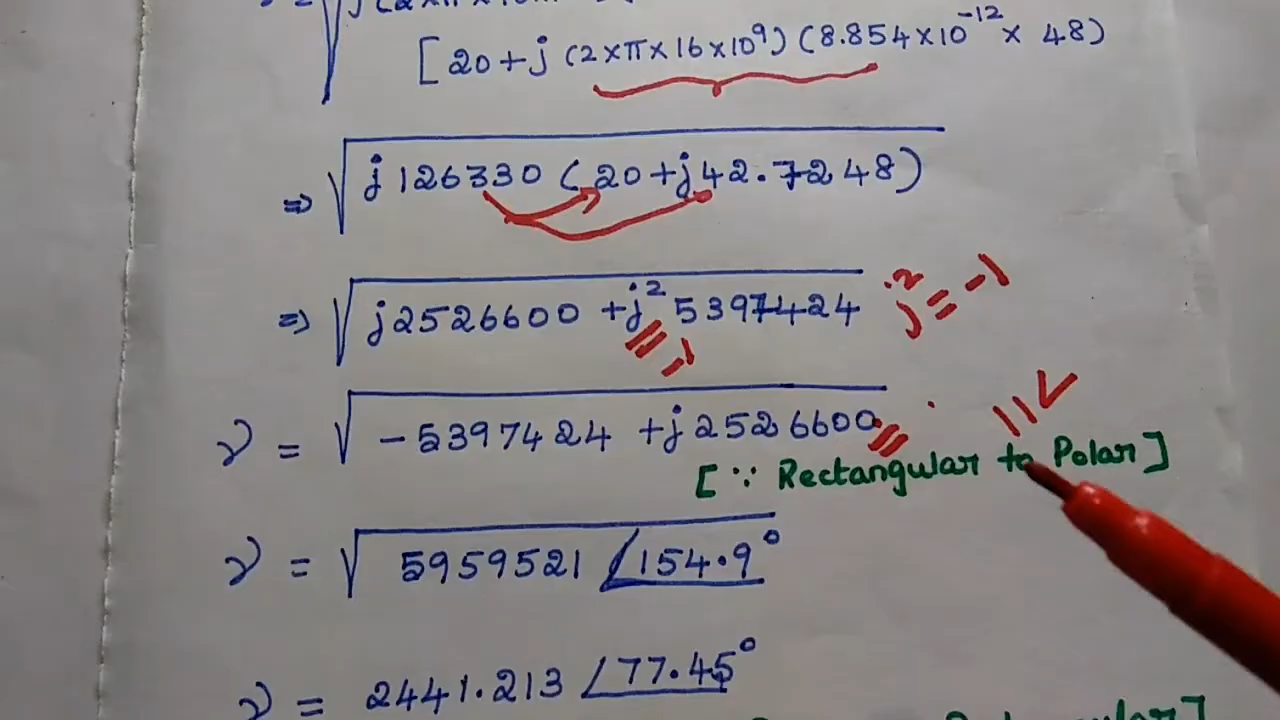 [20+j (2×π×16×10⁹) (8.854×10⁻¹² × 48)
⇒ √ j126330 (20+j42.7248)
⇒ √ j2526600 +j² 5397424 j² = -1
= -1
γ = √ -5397424 +j2526600
[∵ Rectangular to Polar]
γ = √ 5959521 ∠154.9°
γ = 2441.213 ∠77.45°